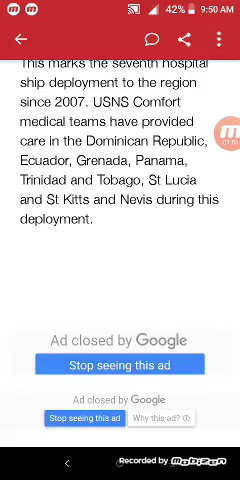 42% 9:50 AM
This marks the seventh hospital
ship deployment to the region
since 2007. USNS Comfort
medical teams have provided
care in the Dominican Republic,
Ecuador, Grenada, Panama,
Trinidad and Tobago, St Lucia
and St Kitts and Nevis during this
deployment.
Ad closed by Google
Stop seeing this ad
Ad closed by Google
Stop seeing this ad Why this ad?
Recorded by Mobizen